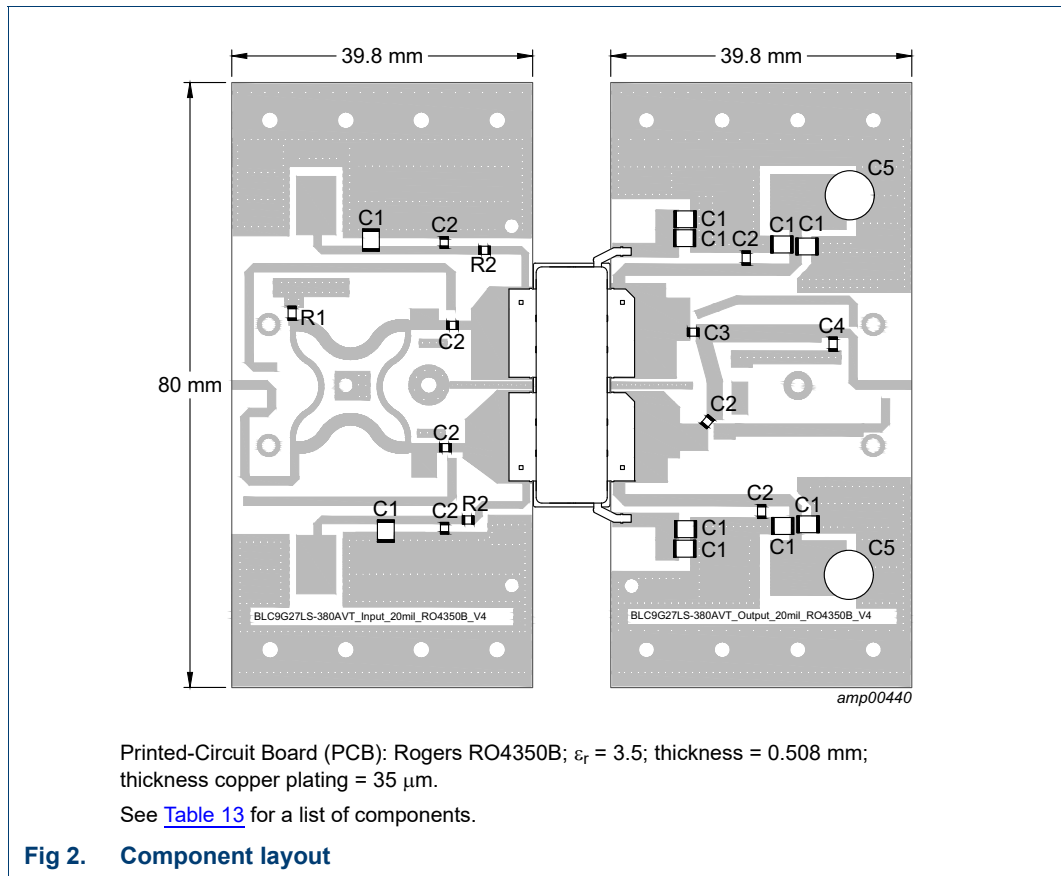 39.8 mm
39.8 mm
80 mm
C1
C2
R2
R1
C2
C2
C1
C2
R2
C5
C1
C1
C2
C1
C1
C3
C4
C2
C2
C1
C1
C1
C1
C5
BLC9G27LS-380AVT_Input_20mil_RO4350B_V4
BLC9G27LS-380AVT_Output_20mil_RO4350B_V4
amp00440
Printed-Circuit Board (PCB): Rogers RO4350B; εr = 3.5; thickness = 0.508 mm;
thickness copper plating = 35 μm.
See Table 13 for a list of components.
Fig 2. Component layout